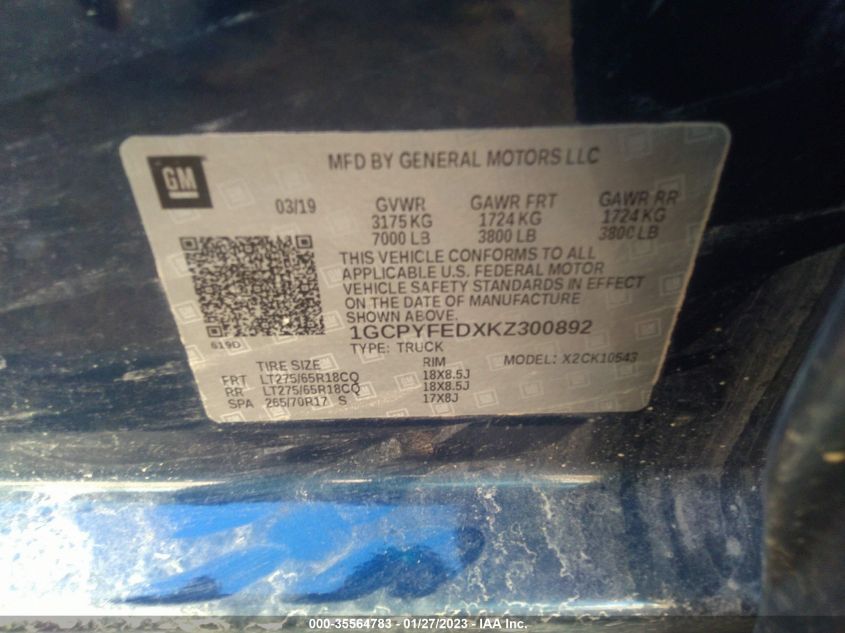 GM
MFD BY GENERAL MOTORS LLC
03/19 GVWR GAWR FRT GAWR RR
3175 KG 1724 KG 1724 KG
7000 LB 3800 LB 3800 LB
THIS VEHICLE CONFORMS TO ALL
APPLICABLE U.S. FEDERAL MOTOR
VEHICLE SAFETY STANDARDS IN EFFECT
ON THE DATE OF MANUFACTURE
SHOWN ABOVE.
1GCPYFEDXKZ300892
619D TYPE: TRUCK MODEL: X2CK10543
TIRE SIZE RIM
FRT LT275/65R18CQ 18X8.5J
RR LT275/65R18CQ 18X8.5J
SPA 265/70R17 S 17X8J
000-35564783 - 01/27/2023 - IAA Inc.